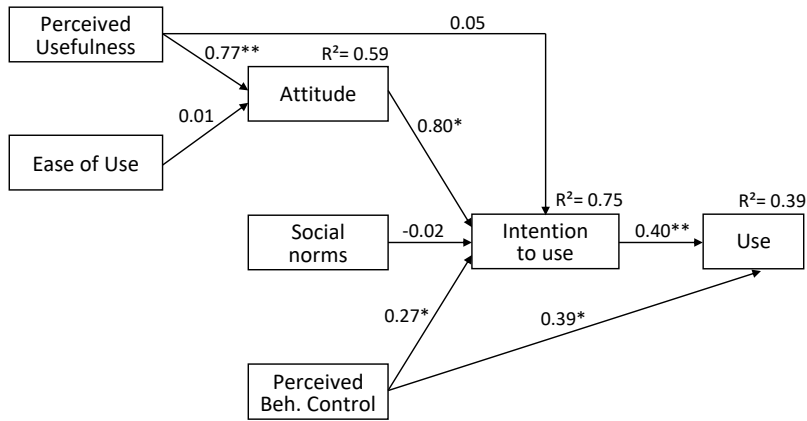 Perceived
Usefulness
0.05
0.77**
R²= 0.59
Attitude
0.01
0.80*
Ease of Use
R²= 0.75
R²= 0.39
Social
norms
-0.02
Intention
to use
0.40**
Use
0.27*
0.39*
Perceived
Beh. Control